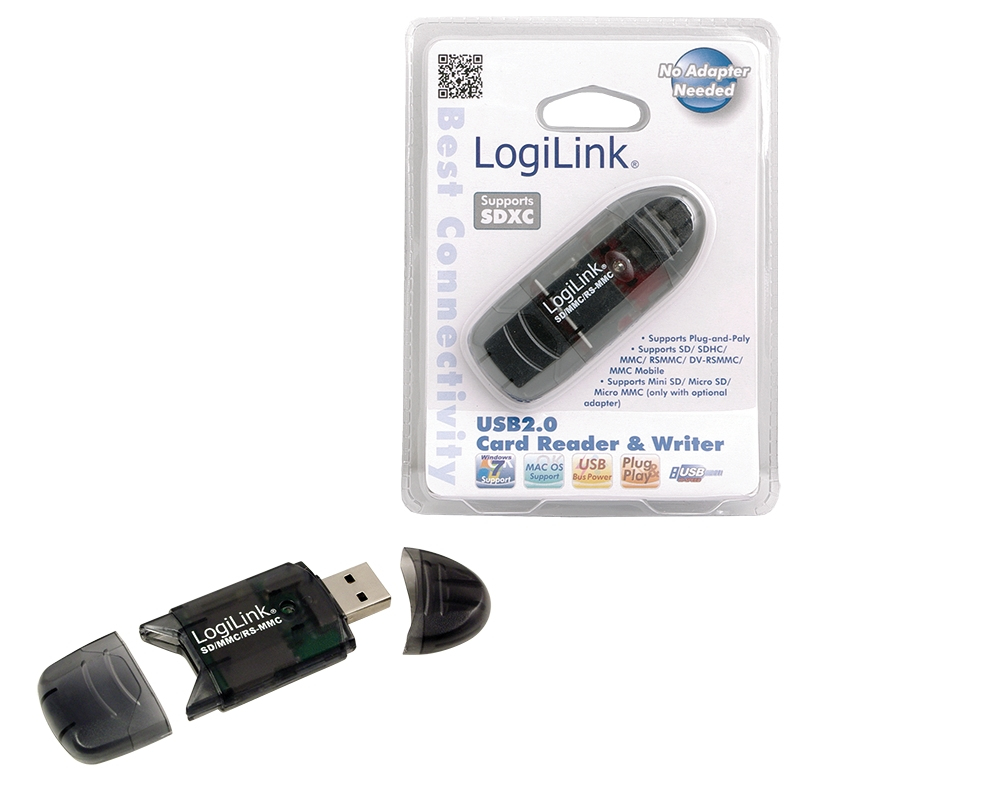 No Adapter
Needed
Best Connectivity
LogiLink®
Supports
SDXC
LogiLink®
SD/MMC/RS-MMC
• Supports Plug-and-Paly
• Supports SD/ SDHC/
MMC/ RSMMC/ DV-RSMMC/
MMC Mobile
• Supports Mini SD/ Micro SD/
Micro MMC (only with optional
adapter)
USB2.0
Card Reader & Writer
Windows
7
Support
MAC OS
Support
USB
Bus Power
Plug &
Play
USB
LogiLink®
SD/MMC/RS-MMC